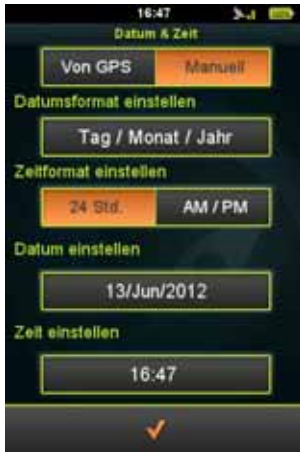 16:47
Datum & Zeit
Von GPS Manuell
Datumsformat einstellen
Tag / Monat / Jahr
Zeitformat einstellen
24 Std. AM / PM
Datum einstellen
13/Jun/2012
Zeit einstellen
16:47